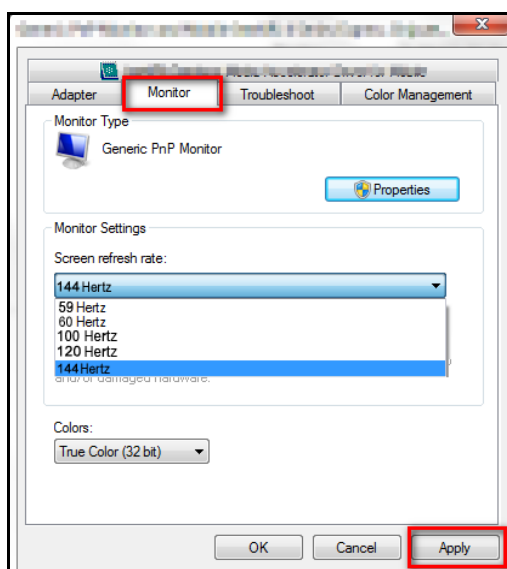 Adapter
Monitor
Troubleshoot
Color Management
Monitor Type
Generic PnP Monitor
Properties
Monitor Settings
Screen refresh rate:
144 Hertz
59 Hertz
60 Hertz
100 Hertz
120 Hertz
144 Hertz
and/or damaged hardware.
Colors:
True Color (32 bit)
OK
Cancel
Apply